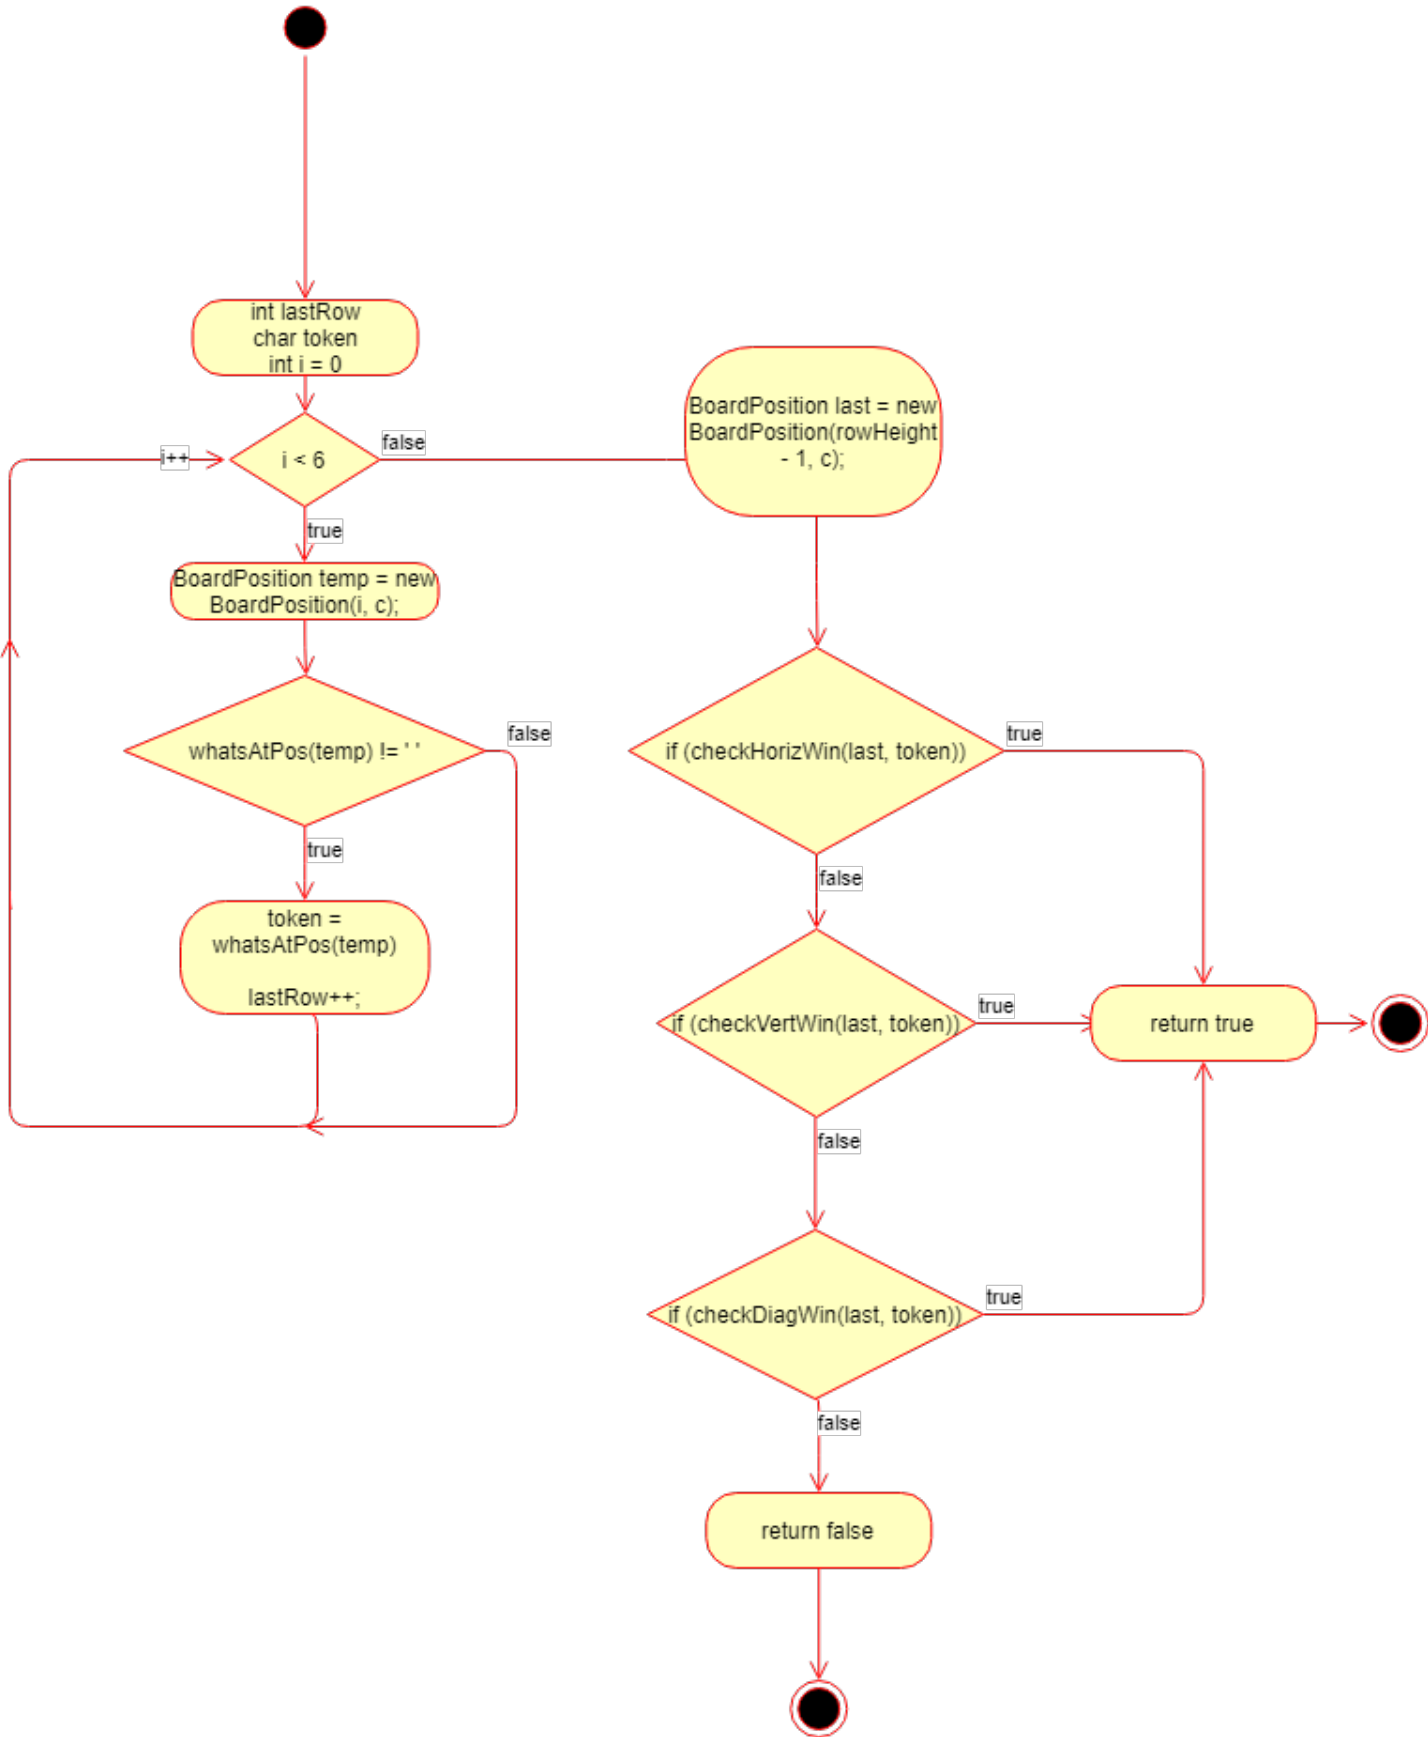 int lastRow
char token
int i = 0
i++
i < 6
false
true
BoardPosition temp = new
BoardPosition(i, c);
whatsAtPos(temp) != ' '
false
true
token =
whatsAtPos(temp)
lastRow++;
BoardPosition last = new
BoardPosition(rowHeight
- 1, c);
if (checkHorizWin(last, token))
true
false
if (checkVertWin(last, token))
true
return true
false
if (checkDiagWin(last, token))
true
false
return false